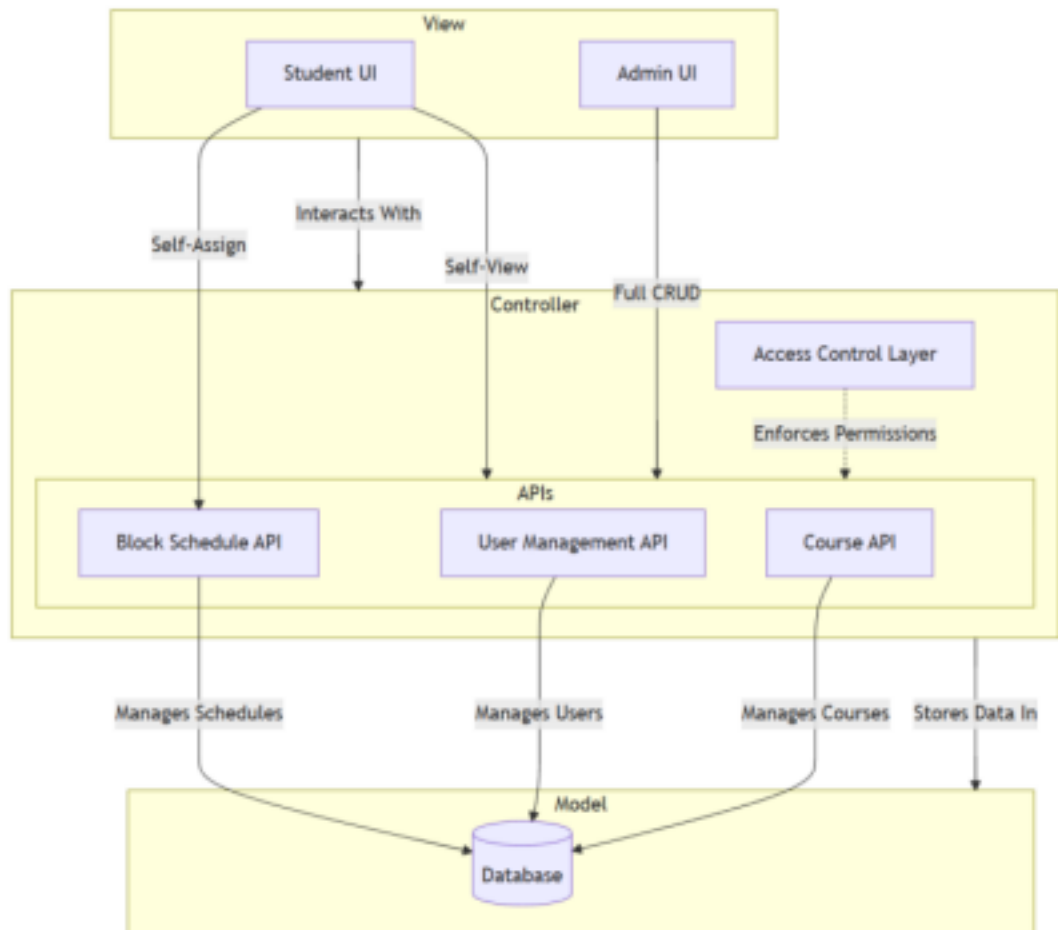 View
Student UI
Admin UI
Interacts With
Self-Assign
Self-View
Full CRUD
Controller
Access Control Layer
Enforces Permissions
APIs
Block Schedule API
User Management API
Course API
Manages Schedules
Manages Users
Manages Courses
Stores Data In
Model
Database